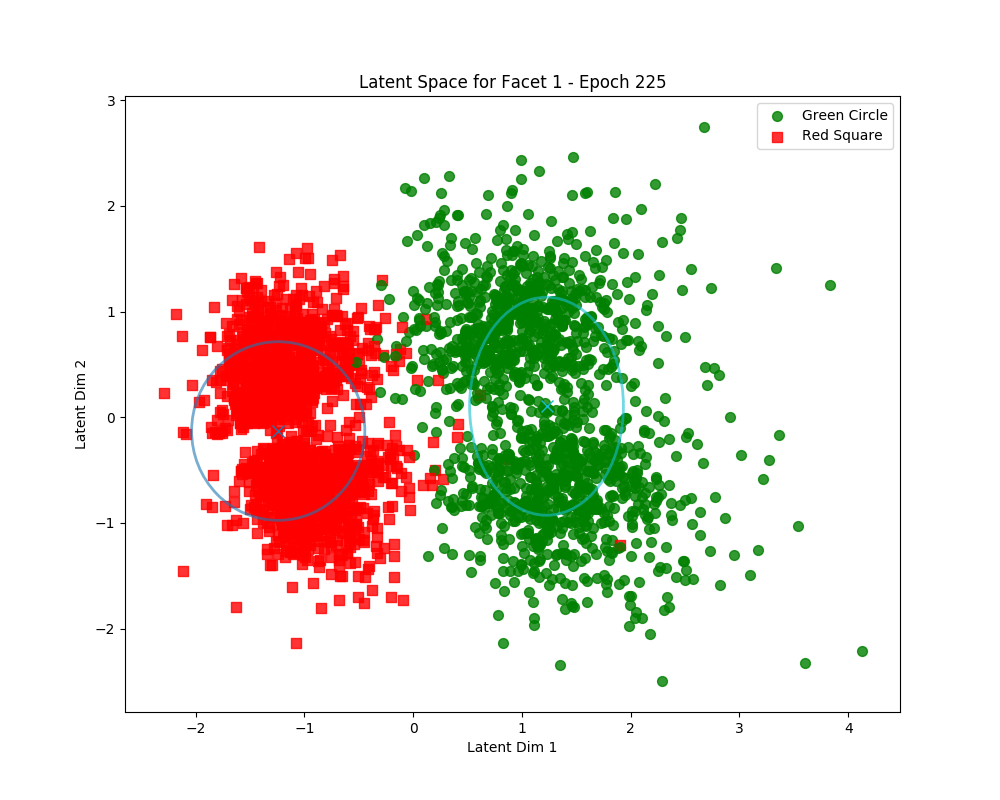 Latent Space for Facet 1 - Epoch 225
Green Circle
Red Square
3
2
1
0
−1
−2
Latent Dim 2
−2
−1
0
1
2
3
4
Latent Dim 1